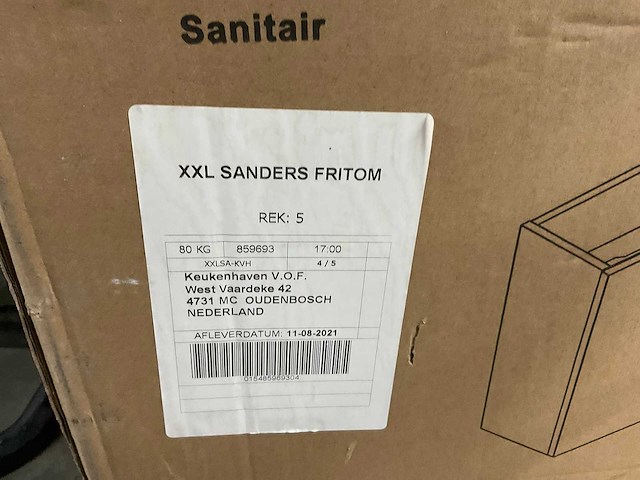 Sanitair
XXL SANDERS FRITOM
REK: 5
80 KG 859693 17:00
XXLSA-KVH 4 / 5
Keukenhaven V.O.F.
West Vaardeke 42
4731 MC OUDENBOSCH
NEDERLAND
AFLEVERDATUM: 11-08-2021